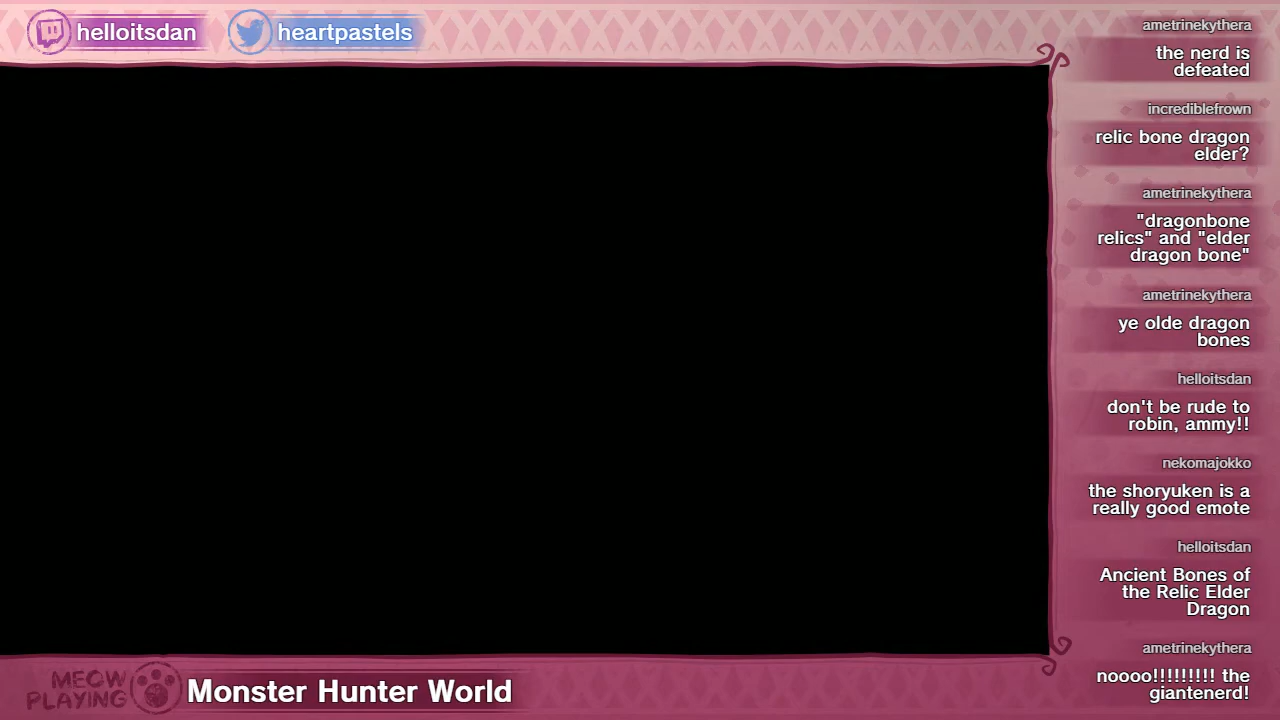 helloitsdan
heartpastels
ametrinekythera
the nerd is
defeated
incrediblefrown
relic bone dragon
elder?
ametrinekythera
"dragonbone
relics" and "elder
dragon bone"
ametrinekythera
ye olde dragon
bones
helloitsdan
don't be rude to
robin, ammy!!
nekomajokko
the shoryuken is a
really good emote
helloitsdan
Ancient Bones of
the Relic Elder
Dragon
ametrinekythera
noooo!!!!!!!!! the
giantenerd!
MEOW
PLAYING
Monster Hunter World